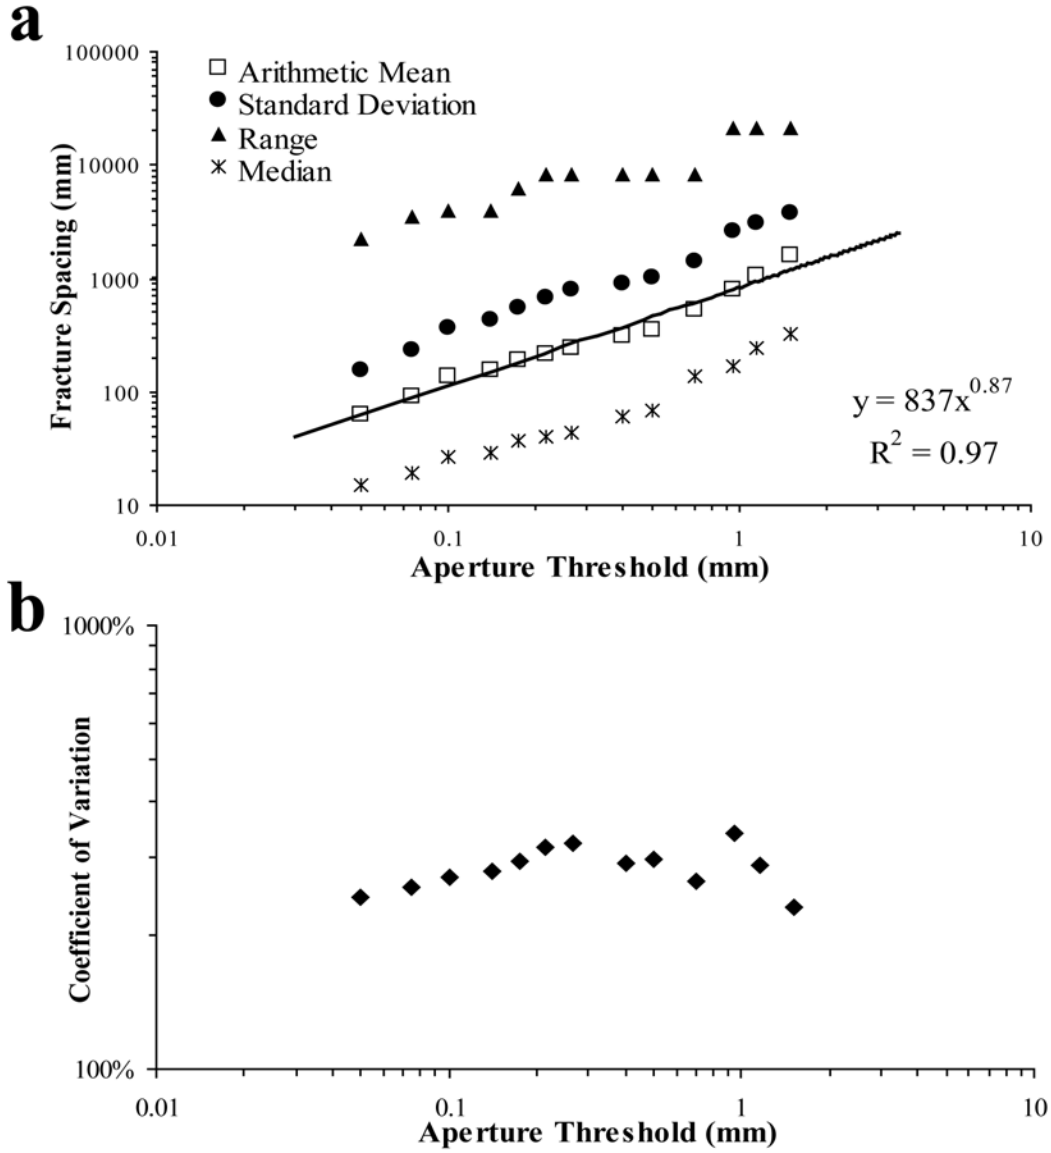 a
100000
10000
1000
100
10
Fracture Spacing (mm)
Arithmetic Mean
Standard Deviation
Range
Median
y = 837x^0.87
R^2 = 0.97
0.01 0.1 1 10
Aperture Threshold (mm)
b
1000%
100%
Coefficient of Variation
0.01 0.1 1 10
Aperture Threshold (mm)